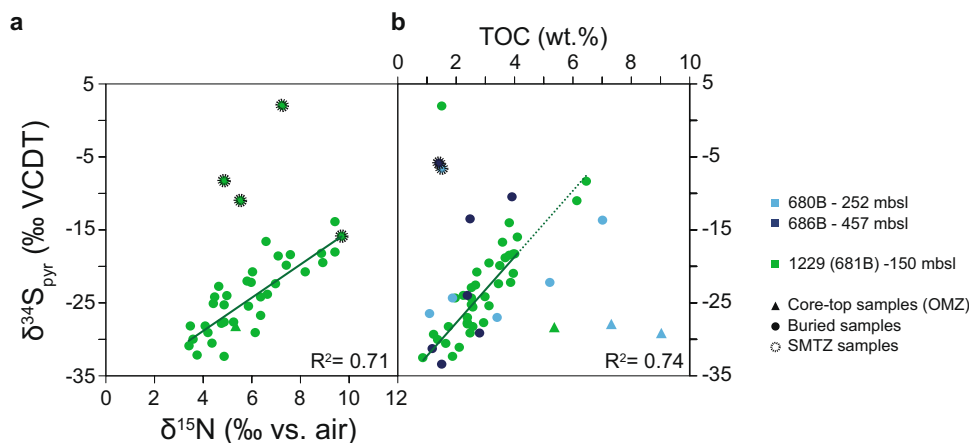 a
b
TOC (wt.%)
0 2 4 6 8 10
5
-5
-15
-25
-35
δ³⁴S_pyr (‰ VCDT)
R²= 0.71
0 2 4 6 8 10 12
δ¹⁵N (‰ vs. air)
R²= 0.74
5
-5
-15
-25
-35
680B - 252 mbsl
686B - 457 mbsl
1229 (681B) -150 mbsl
Core-top samples (OMZ)
Buried samples
SMTZ samples